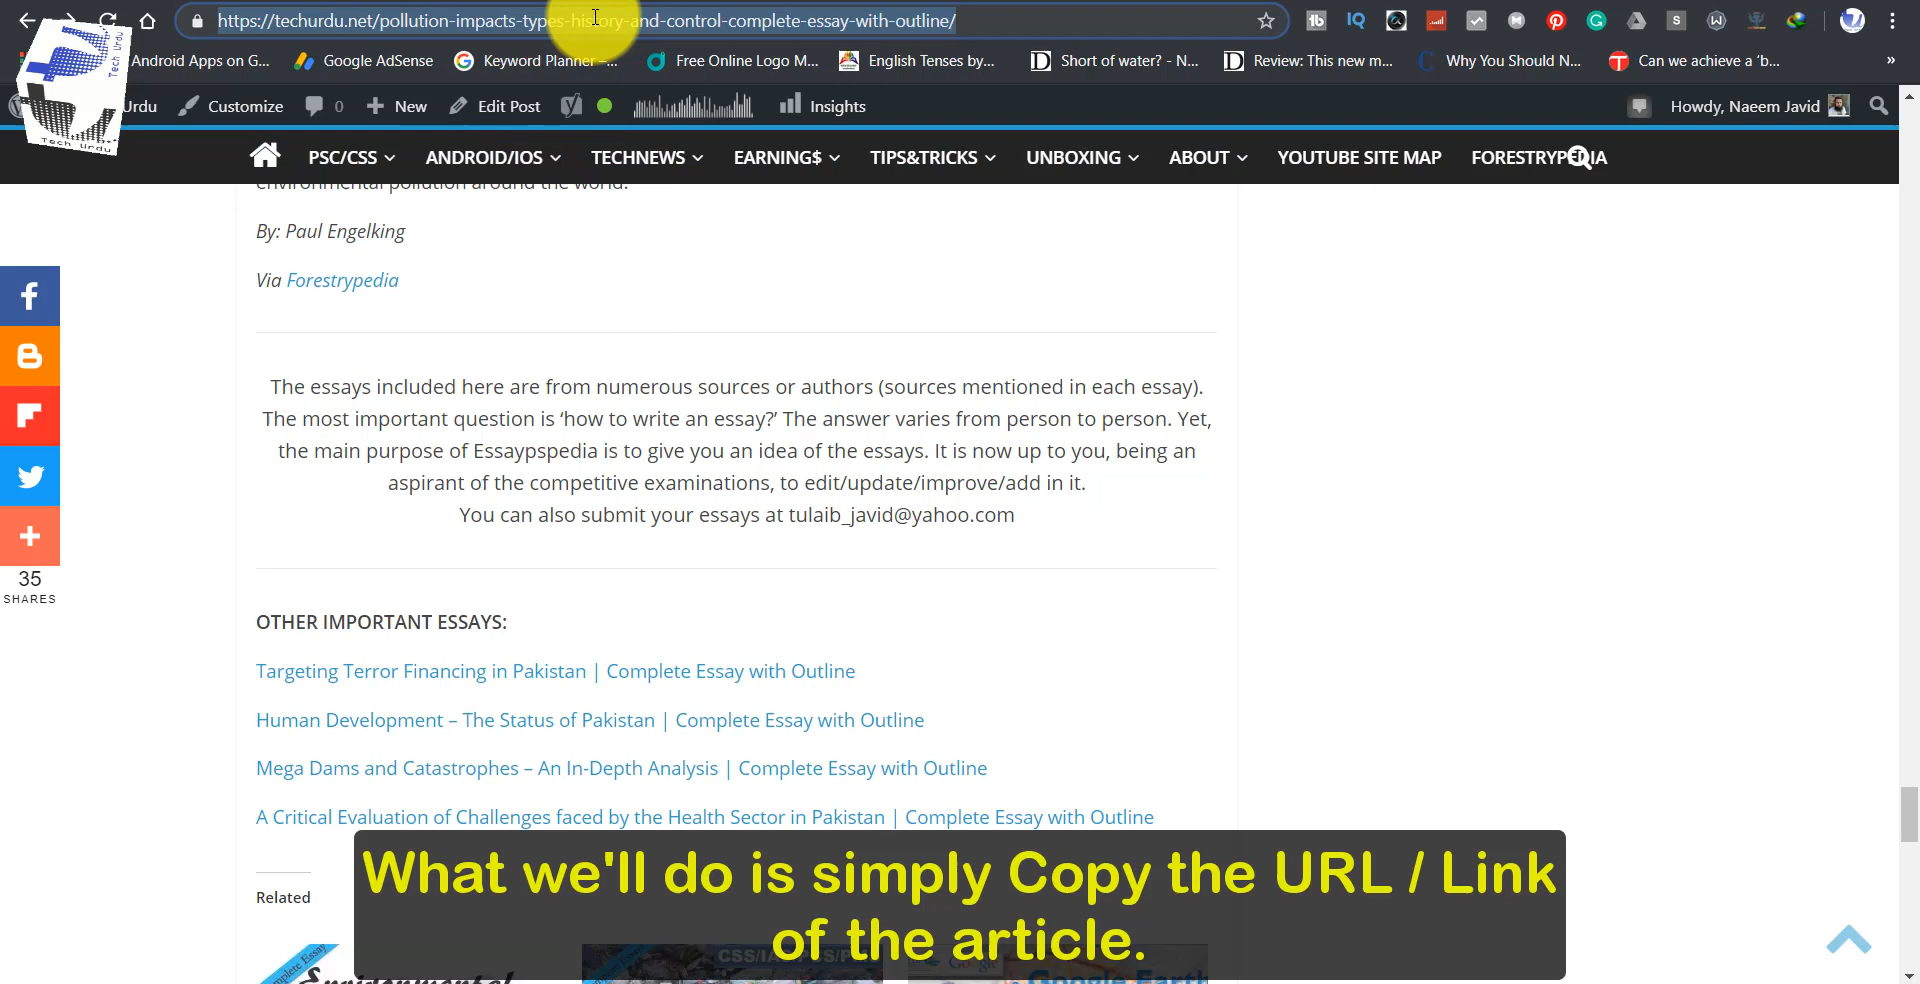 https://techurdu.net/pollution-impacts-types-history-and-control-complete-essay-with-outline/
Android Apps on G... Google AdSense Keyword Planner –... Free Online Logo M... English Tenses by... Short of water? - N... Review: This new m... Why You Should N... Can we achieve a 'b... »
Tech Urdu
Tech Urdu
Urdu Customize 0 New Edit Post Insights Howdy, Naeem Javid
PSC/CSS ANDROID/IOS TECHNEWS EARNING$ TIPS&TRICKS UNBOXING ABOUT YOUTUBE SITE MAP FORESTRYPEDIA
environmental pollution around the world.
By: Paul Engelking
Via Forestrypedia
The essays included here are from numerous sources or authors (sources mentioned in each essay).
The most important question is ‘how to write an essay?’ The answer varies from person to person. Yet,
the main purpose of Essaypspedia is to give you an idea of the essays. It is now up to you, being an
aspirant of the competitive examinations, to edit/update/improve/add in it.
You can also submit your essays at tulaib_javid@yahoo.com
35
SHARES
OTHER IMPORTANT ESSAYS:
Targeting Terror Financing in Pakistan | Complete Essay with Outline
Human Development – The Status of Pakistan | Complete Essay with Outline
Mega Dams and Catastrophes – An In-Depth Analysis | Complete Essay with Outline
A Critical Evaluation of Challenges faced by the Health Sector in Pakistan | Complete Essay with Outline
Related
What we'll do is simply Copy the URL / Link
of the article.